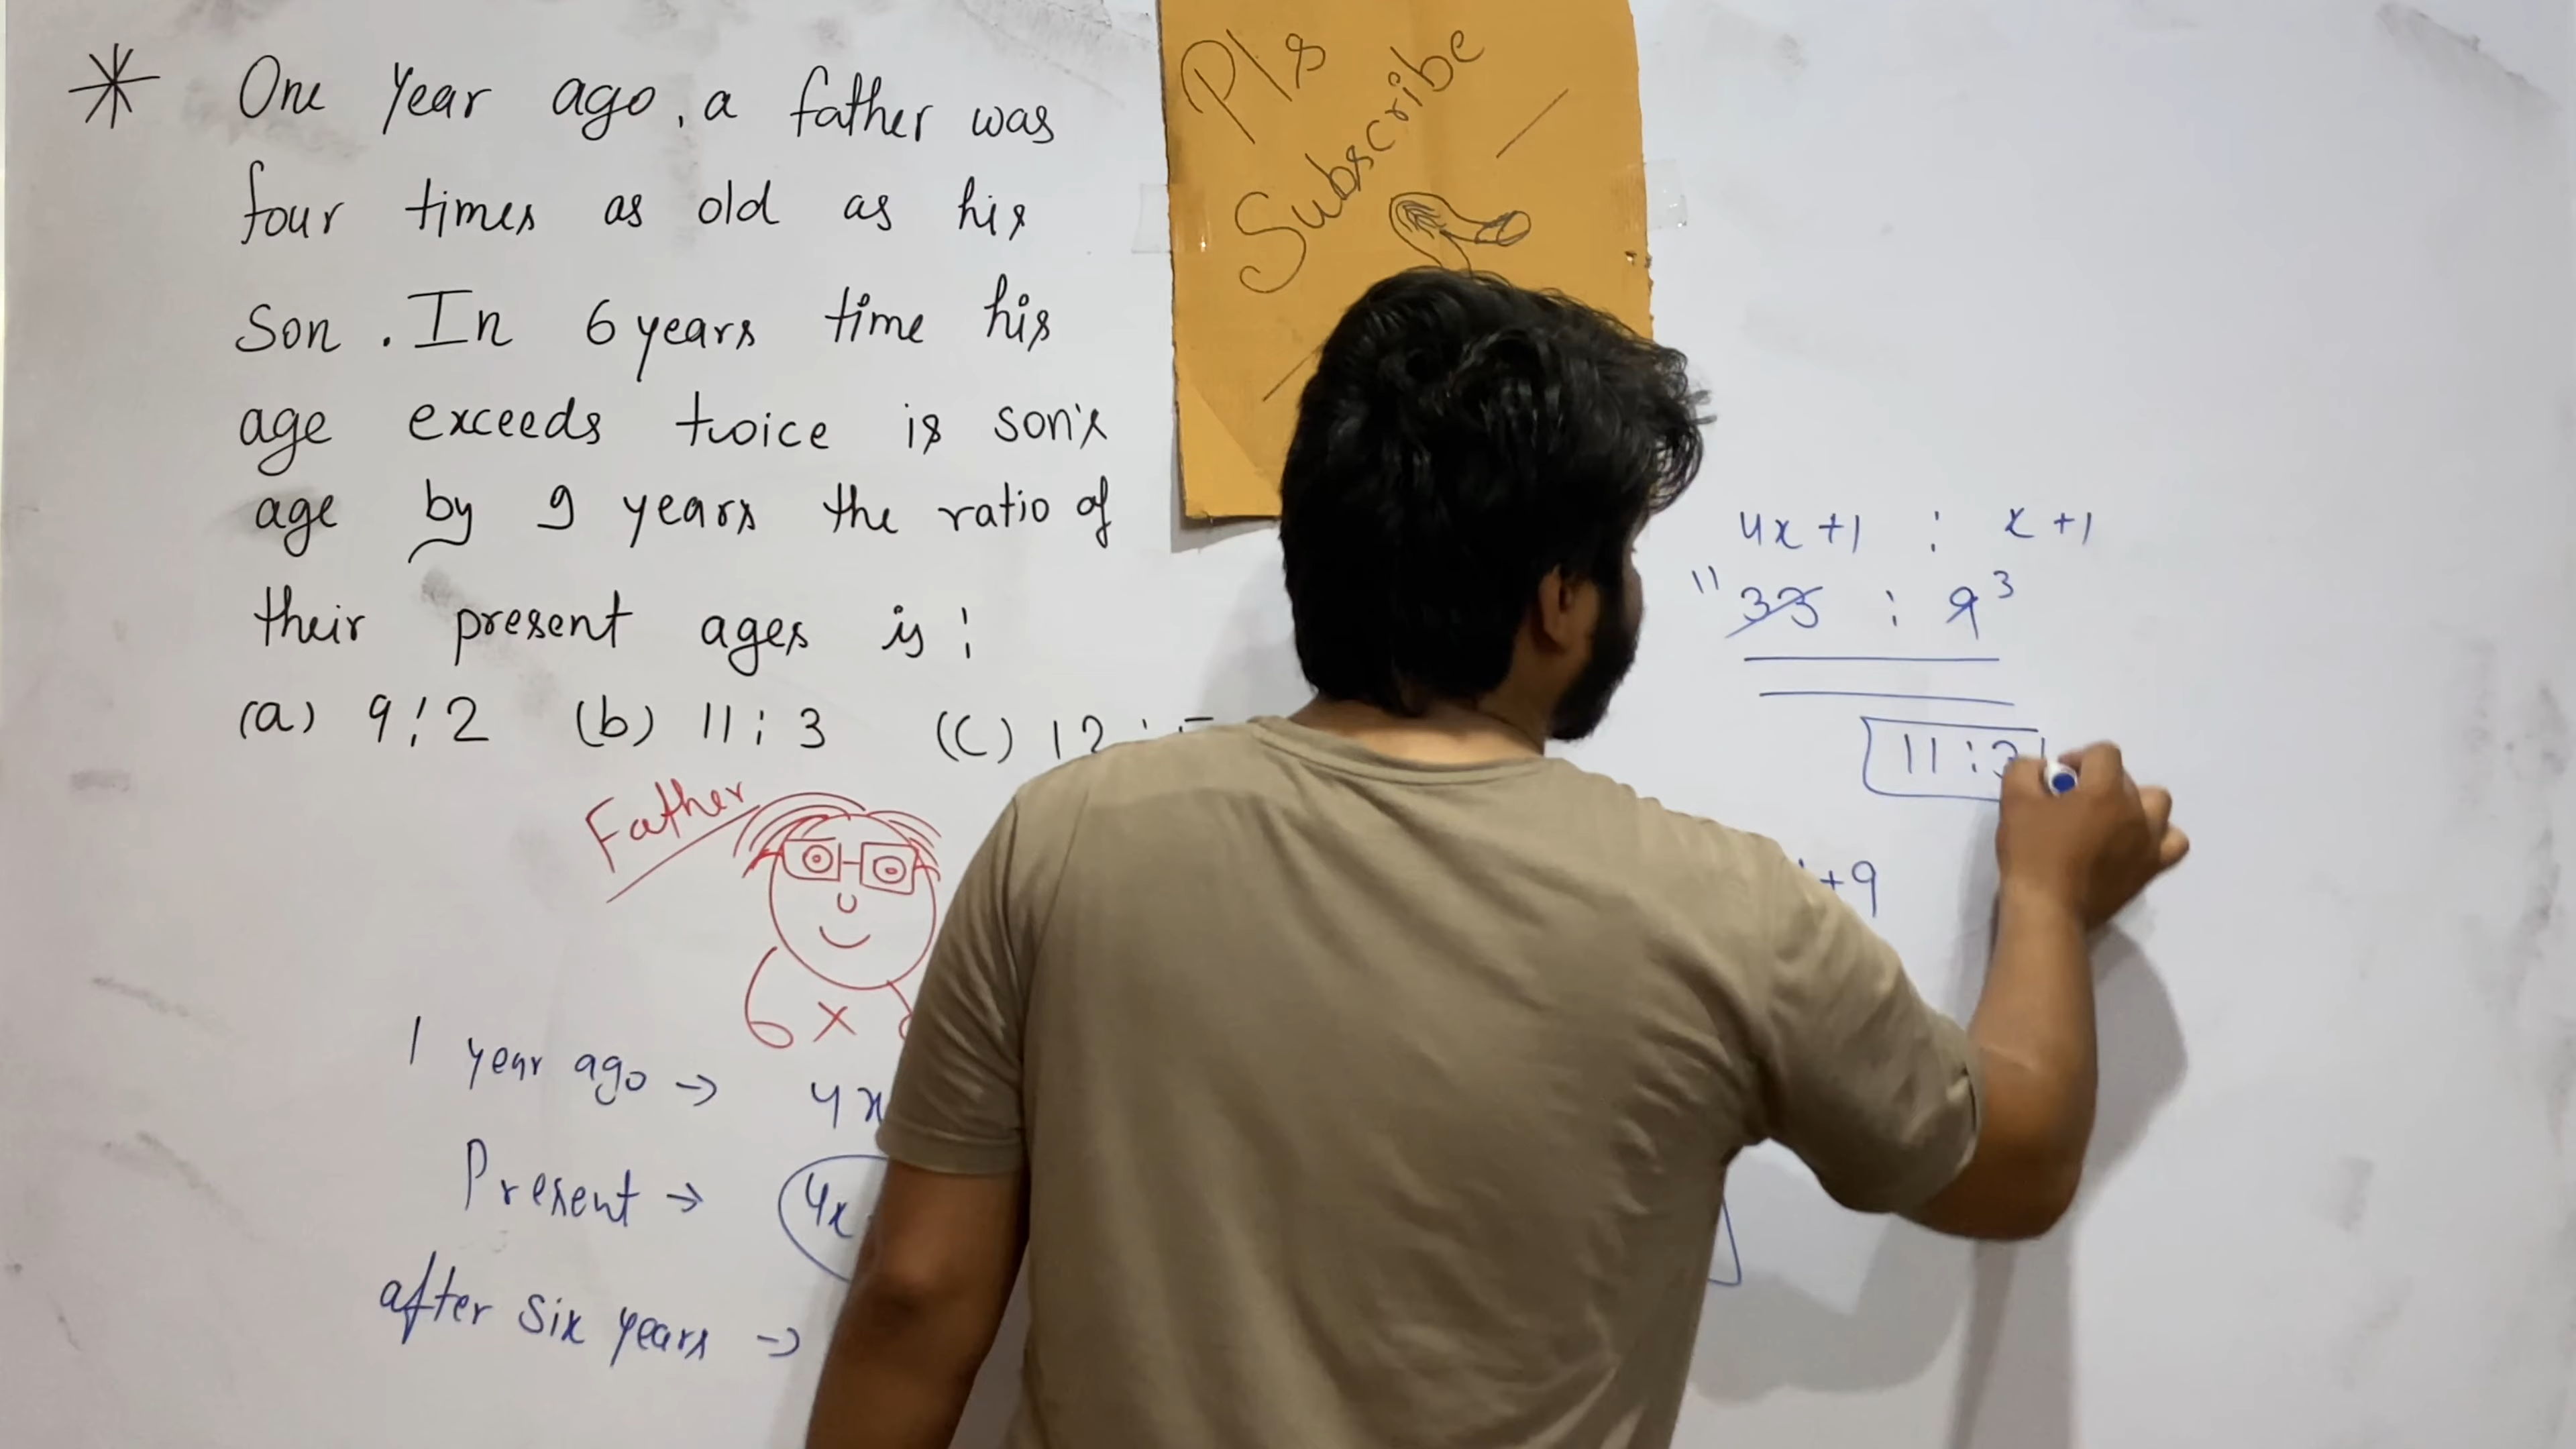 One year ago, a father was
four times as old as his
son. In 6 years time his
age exceeds twice is son's
age by 9 years the ratio of
their present ages is :
(a) 9 : 2 (b) 11 : 3 (c) 12 :
Pls
Subscribe
Father
1 year ago → 4x
Present → 4x
after six years →
4x + 1 : x + 1
11 33 : 9 3
11 : 3
+ 9